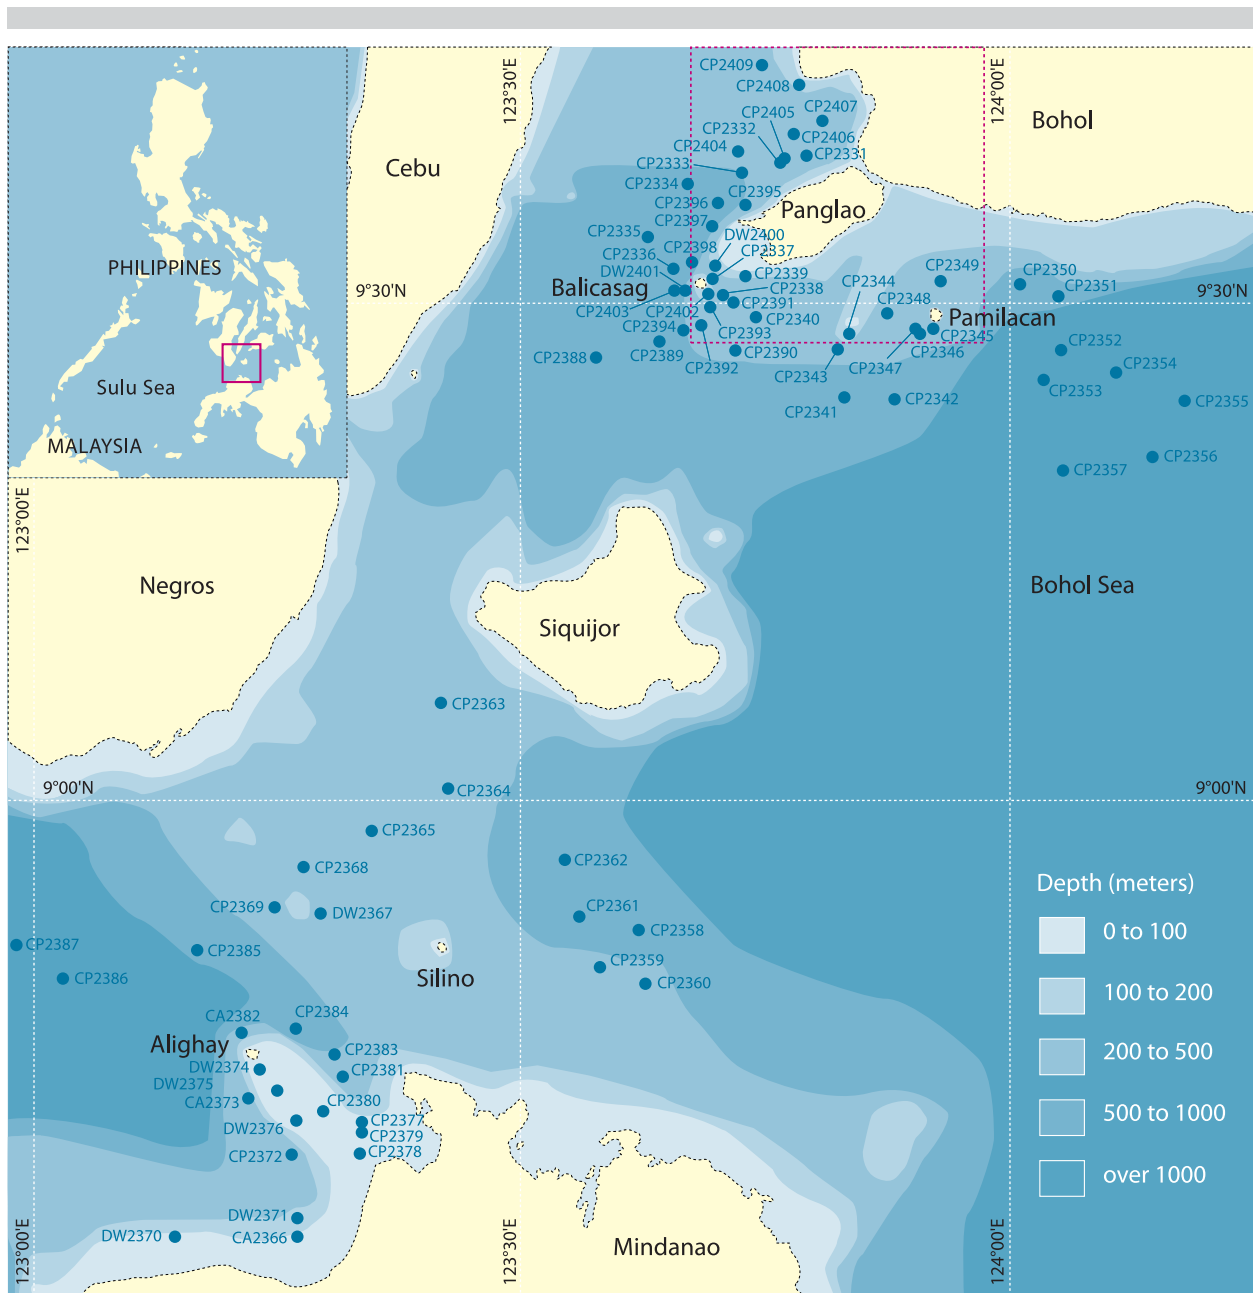 123°30'E
124°00'E
CP2409
CP2408
CP2407
CP2405
CP2332
CP2406
CP2404
CP2331
CP2333
CP2334
CP2395
CP2396
CP2397
CP2335
DW2400
CP2398
CP2337
CP2336
DW2401
CP2339
CP2338
CP2344
CP2349
CP2350
CP2351
CP2403
CP2402
CP2391
CP2348
CP2340
CP2394
CP2393
CP2345
CP2346
CP2388
CP2389
CP2392
CP2390
CP2343
CP2347
CP2352
CP2354
CP2353
CP2341
CP2342
CP2355
CP2356
CP2357
Cebu
Bohol
Panglao
Balicasag
Pamilacan
9°30'N
9°30'N
PHILIPPINES
Sulu Sea
MALAYSIA
123°00'E
Negros
Siquijor
Bohol Sea
CP2363
9°00'N
CP2364
9°00'N
CP2365
CP2368
CP2362
CP2369
DW2367
CP2361
CP2358
CP2387
CP2385
CP2359
CP2386
Silino
CP2360
CA2382
CP2384
Alighay
CP2383
DW2374
CP2381
DW2375
CA2373
CP2380
DW2376
CP2377
CP2379
CP2372
CP2378
DW2371
DW2370
CA2366
Mindanao
123°00'E
123°30'E
124°00'E
Depth (meters)
0 to 100
100 to 200
200 to 500
500 to 1000
over 1000